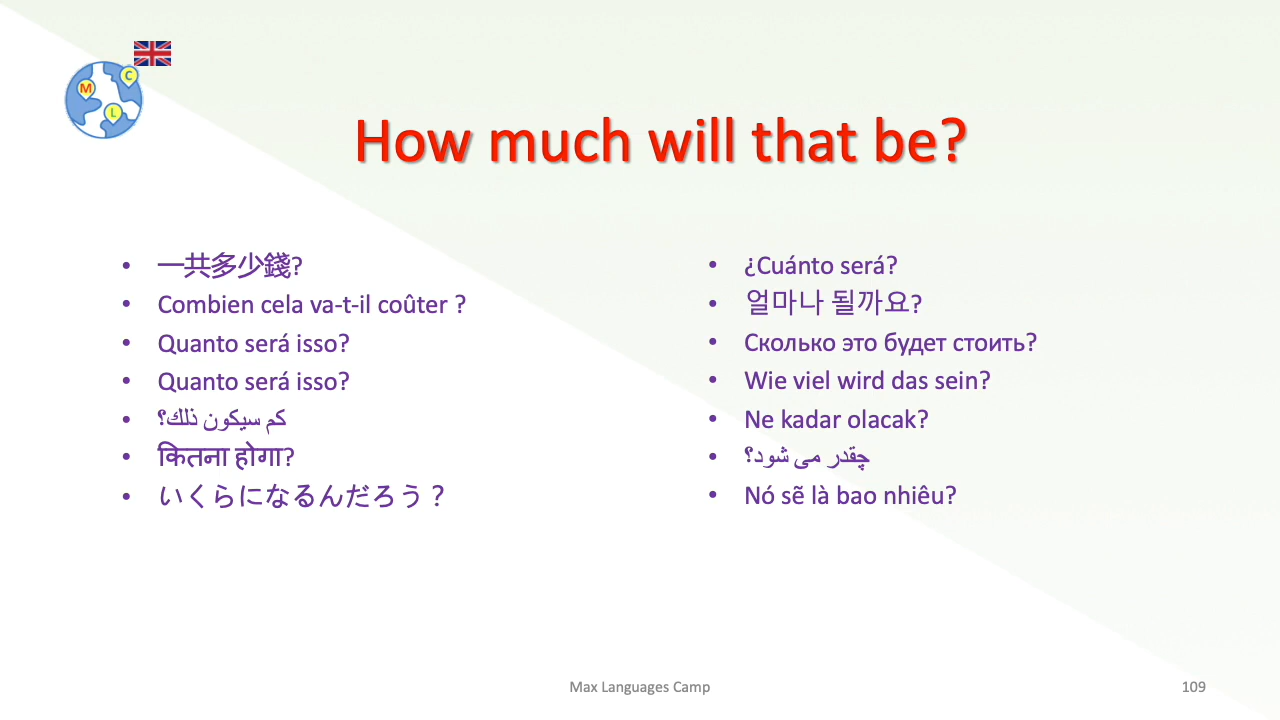 M
C
L
How much will that be?
一共多少錢?
Combien cela va-t-il coûter ?
Quanto será isso?
Quanto será isso?
كم سيكون ذلك؟
कितना होगा?
いくらになるんだろう？
¿Cuánto será?
얼마나 될까요?
Сколько это будет стоить?
Wie viel wird das sein?
Ne kadar olacak?
چقدر می شود؟
Nó sẽ là bao nhiêu?
Max Languages Camp
109